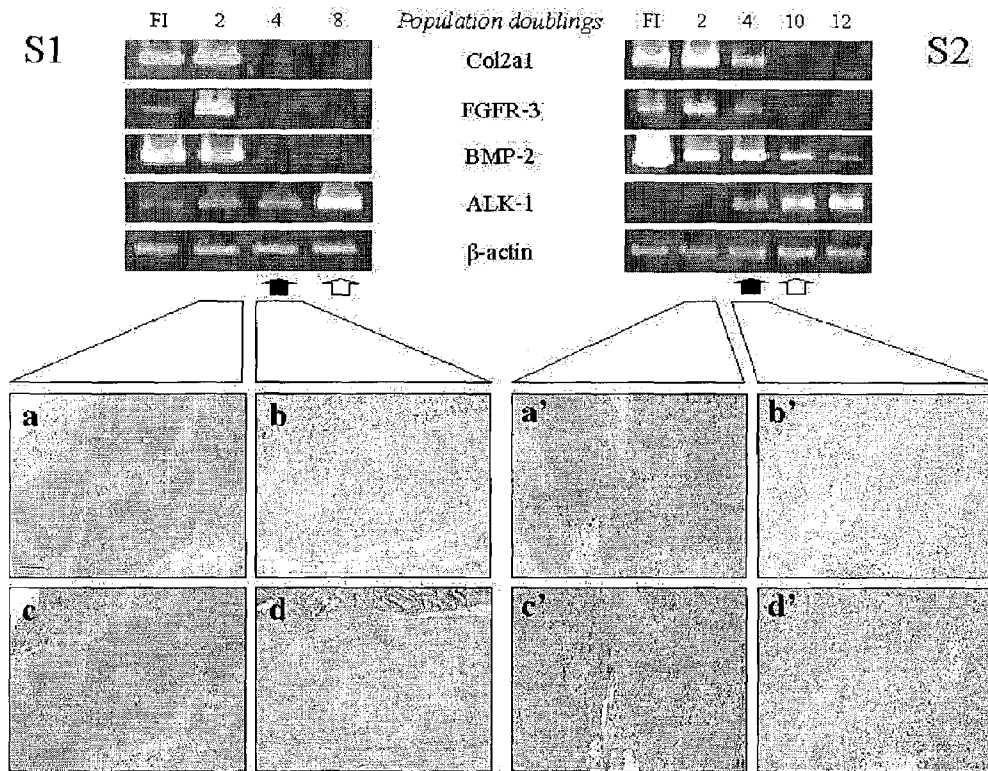 S1 FI 2 4 8 Population doublings FI 2 4 10 12 S2
Col2a1
FGFR-3
BMP-2
ALK-1
β-actin
a b a' b'
c d c' d'